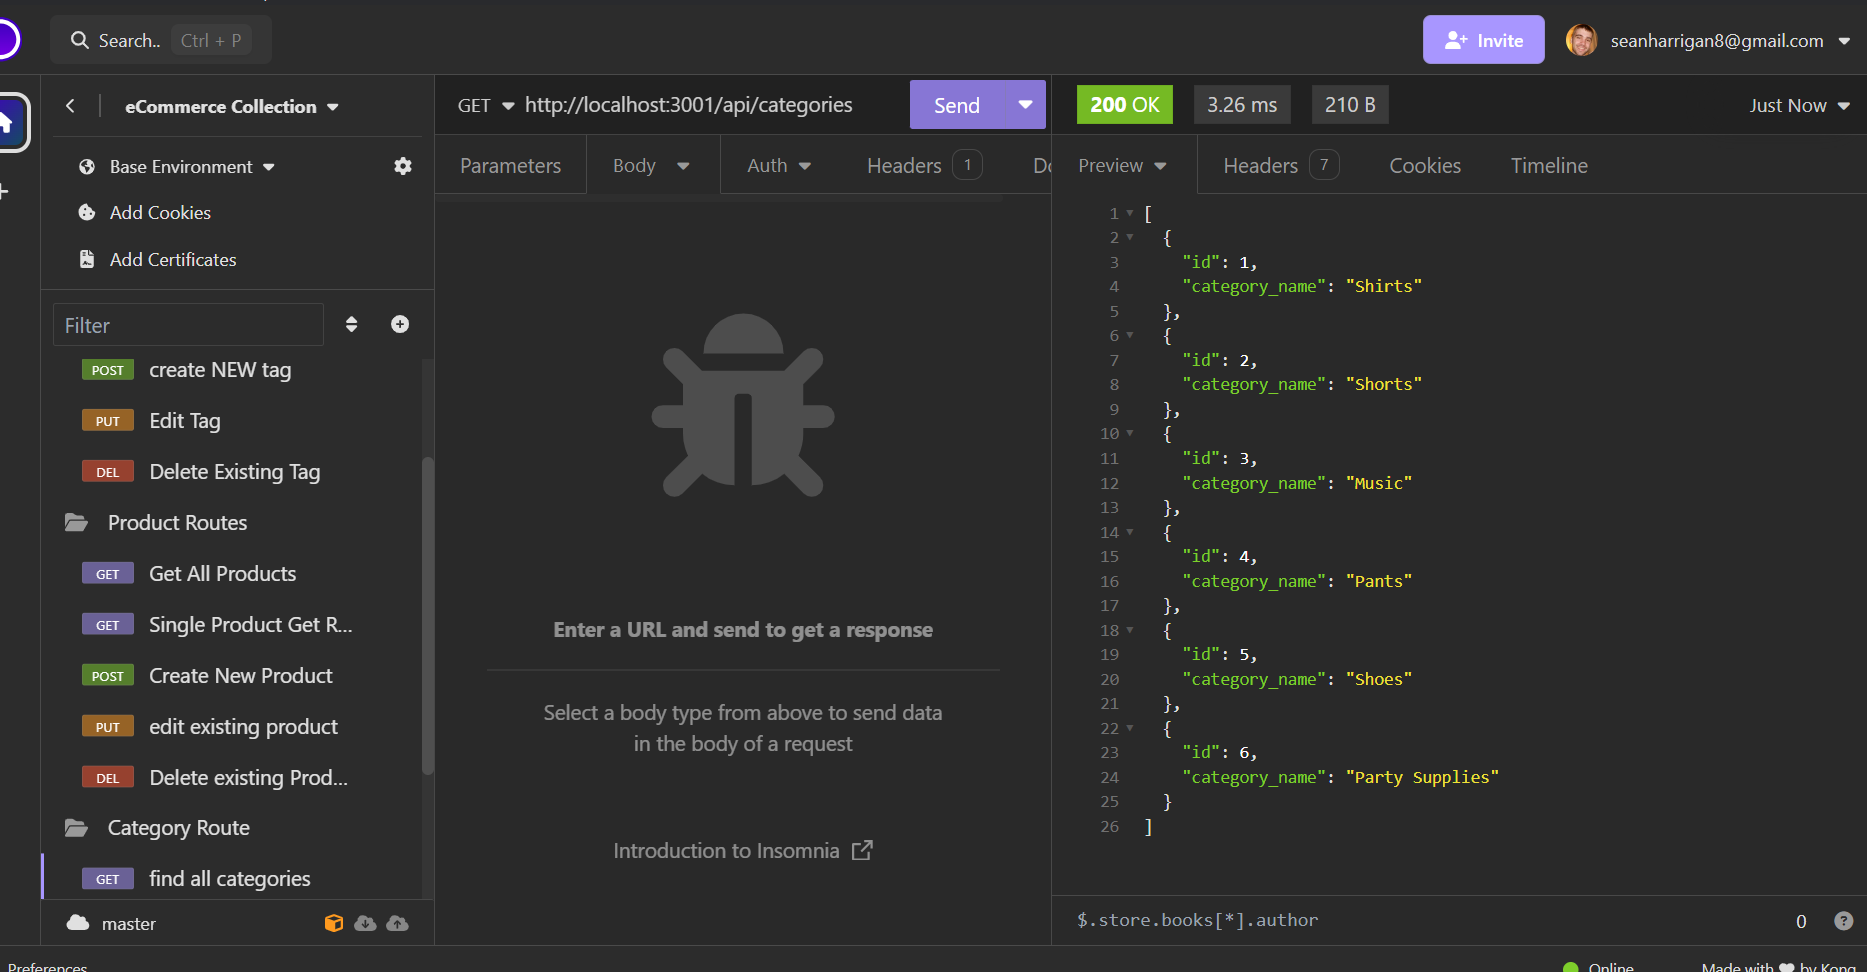 Search.. Ctrl + P
Invite
seanharrigan8@gmail.com
eCommerce Collection
Base Environment
Add Cookies
Add Certificates
Filter
POST create NEW tag
PUT Edit Tag
DEL Delete Existing Tag
Product Routes
GET Get All Products
GET Single Product Get R...
POST Create New Product
PUT edit existing product
DEL Delete existing Prod...
Category Route
GET find all categories
master
GET http://localhost:3001/api/categories Send
Parameters Body Auth Headers 1
Enter a URL and send to get a response
Select a body type from above to send data
in the body of a request
Introduction to Insomnia
200 OK 3.26 ms 210 B Just Now
Preview Headers 7 Cookies Timeline
1 [
2 {
3 "id": 1,
4 "category_name": "Shirts"
5 },
6 {
7 "id": 2,
8 "category_name": "Shorts"
9 },
10 {
11 "id": 3,
12 "category_name": "Music"
13 },
14 {
15 "id": 4,
16 "category_name": "Pants"
17 },
18 {
19 "id": 5,
20 "category_name": "Shoes"
21 },
22 {
23 "id": 6,
24 "category_name": "Party Supplies"
25 }
26 ]
$.store.books[*].author 0 ?
Preferences
Online
Made with by Kong